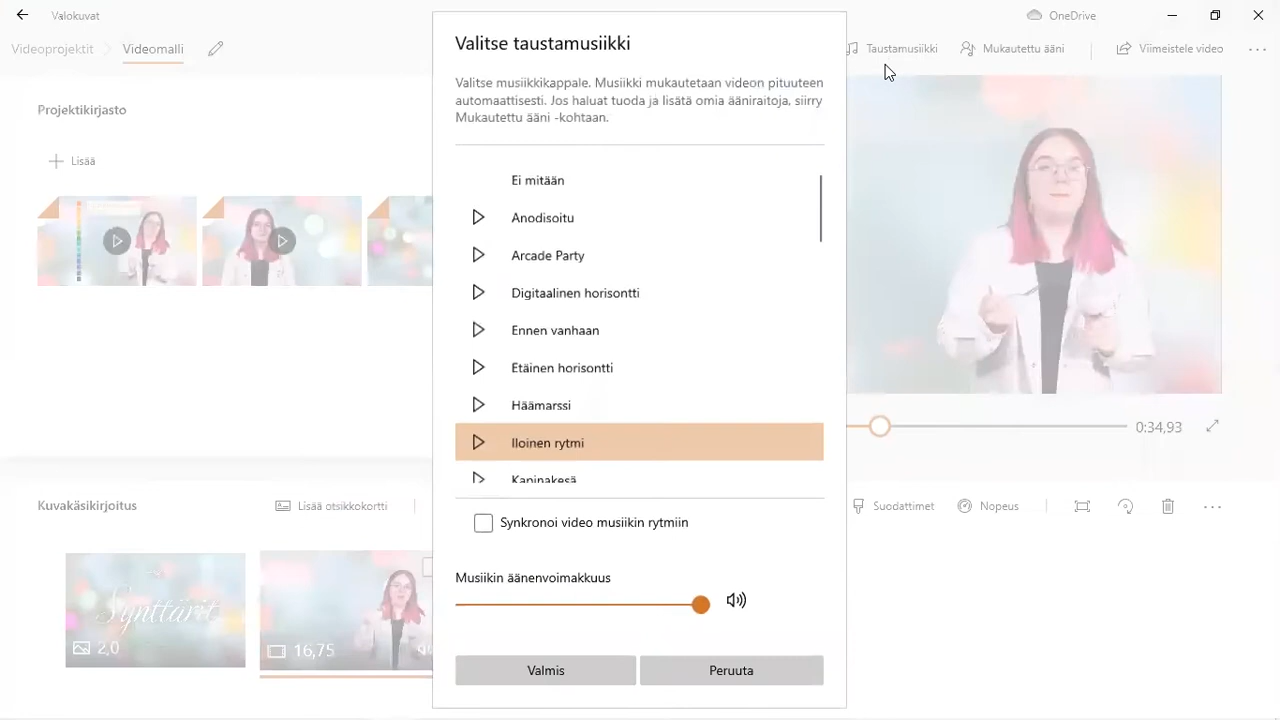 Valokuvat
OneDrive
Videoprojektit
Videomalli
Taustamusiikki
Mukautettu ääni
Viimeistele video
Projektikirjasto
Lisää
Valitse taustamusiikki
Valitse musiikkikappale. Musiikki mukautetaan videon pituuteen
automaattisesti. Jos haluat tuoda ja lisätä omia ääniraitoja, siirry
Mukautettu ääni -kohtaan.
Ei mitään
Anodisoitu
Arcade Party
Digitaalinen horisontti
Ennen vanhaan
Etäinen horisontti
Häämarssi
Iloinen rytmi
Kapinakesä
Synkronoi video musiikin rytmiin
Musiikin äänenvoimakkuus
Valmis
Peruuta
0:34,93
Kuvakäsikirjoitus
Lisää otsikkokortti
Suodattimet
Nopeus
Synttärit
2,0
16,75